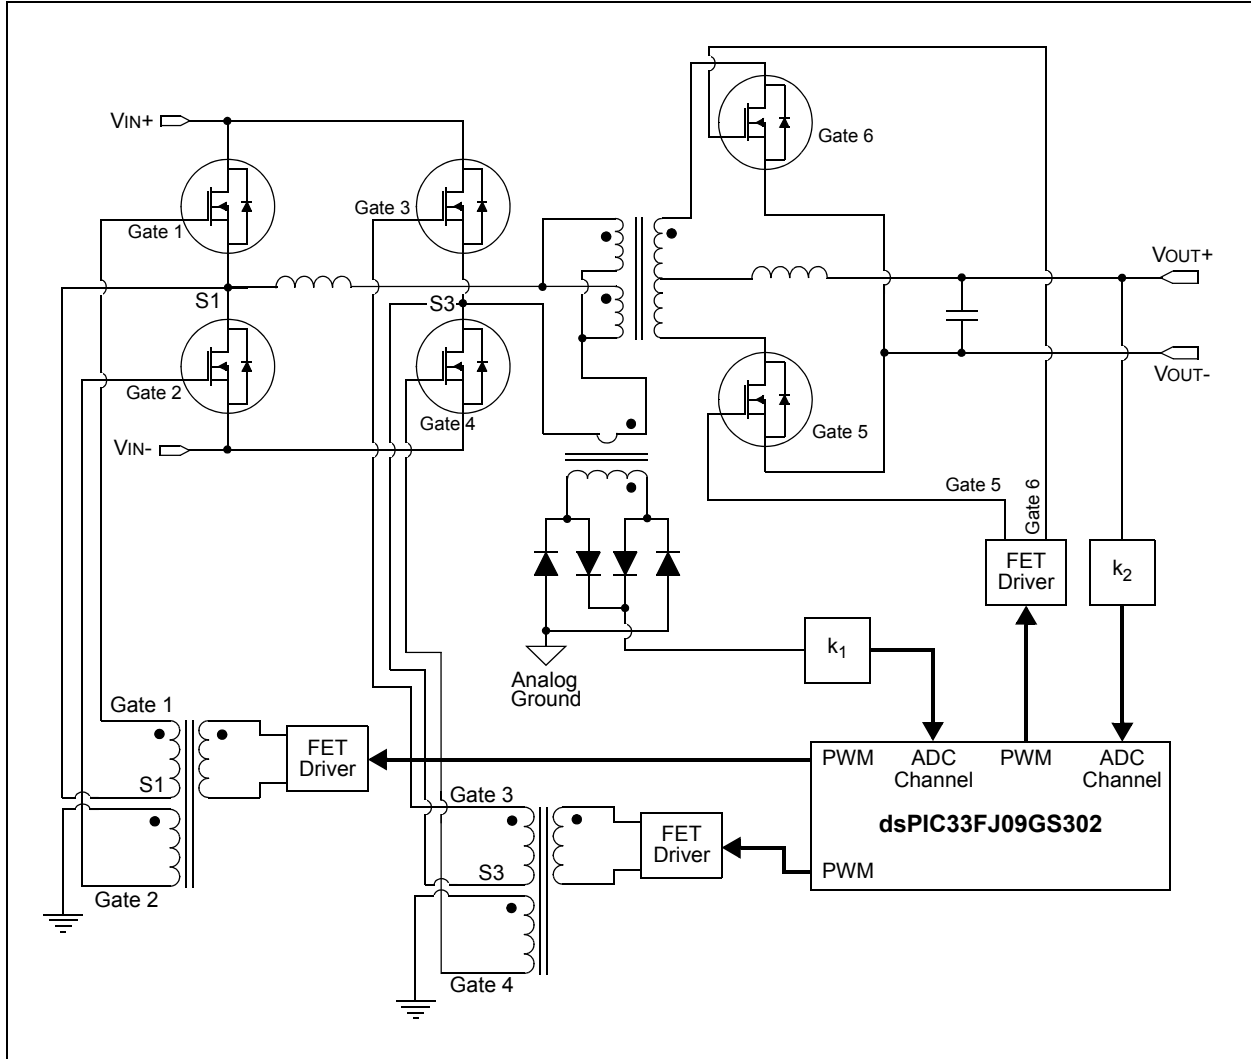 VIN+
Gate 1
S1
Gate 2
VIN-
Gate 3
S3
Gate 4
Gate 6
VOUT+
VOUT-
Gate 5
Gate 5
Gate 6
FET
Driver
k2
k1
Analog
Ground
Gate 1
S1
Gate 2
FET
Driver
Gate 3
S3
Gate 4
FET
Driver
PWM
ADC
Channel
PWM
ADC
Channel
dsPIC33FJ09GS302
PWM